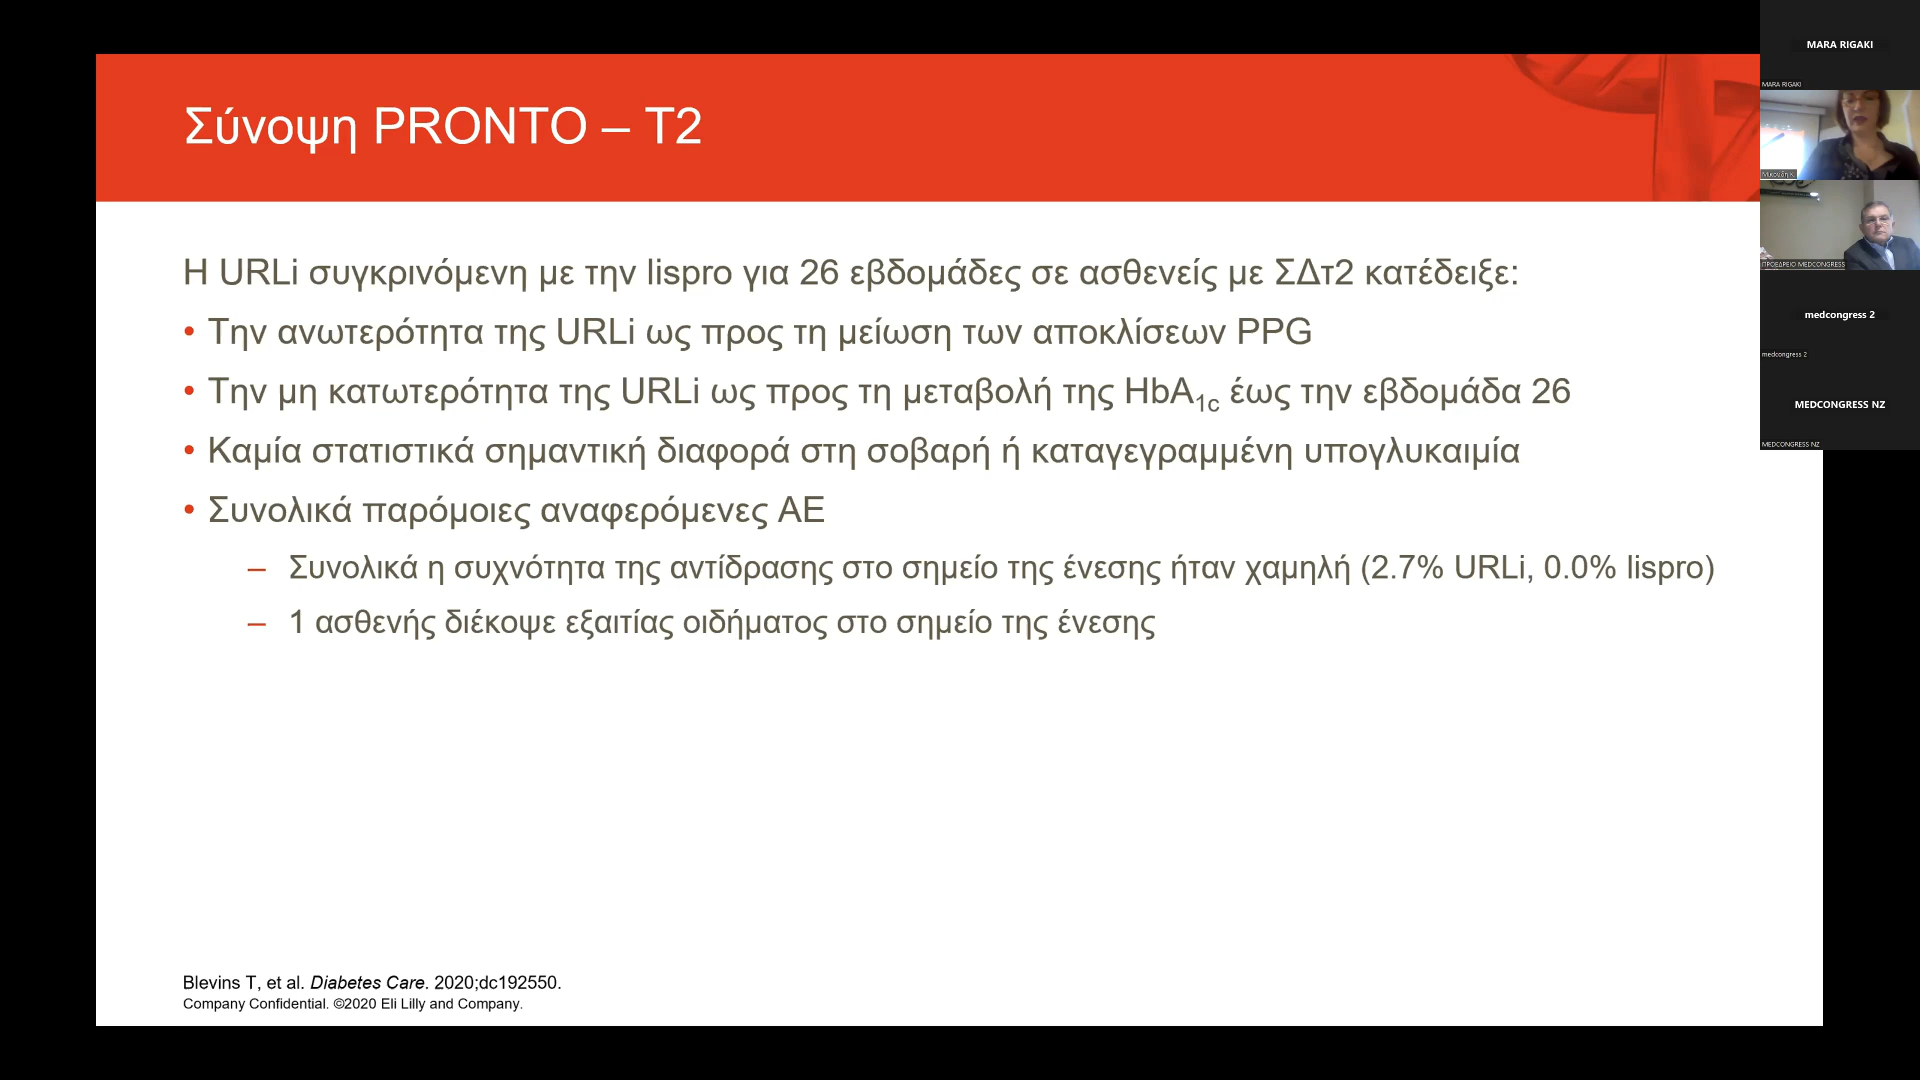 Σύνοψη PRONTO – T2
Η URLi συγκρινόμενη με την lispro για 26 εβδομάδες σε ασθενείς με ΣΔτ2 κατέδειξε:
• Την ανωτερότητα της URLi ως προς τη μείωση των αποκλίσεων PPG
• Την μη κατωτερότητα της URLi ως προς τη μεταβολή της HbA1c έως την εβδομάδα 26
• Καμία στατιστικά σημαντική διαφορά στη σοβαρή ή καταγεγραμμένη υπογλυκαιμία
• Συνολικά παρόμοιες αναφερόμενες ΑΕ
– Συνολικά η συχνότητα της αντίδρασης στο σημείο της ένεσης ήταν χαμηλή (2.7% URLi, 0.0% lispro)
– 1 ασθενής διέκοψε εξαιτίας οιδήματος στο σημείο της ένεσης
Blevins T, et al. Diabetes Care. 2020;dc192550.
Company Confidential. ©2020 Eli Lilly and Company.
MARA RIGAKI
MARA RIGAKI
ΠΡΟΕΔΡΕΙΟ MEDCONGRESS
medcongress 2
medcongress 2
MEDCONGRESS NZ
MEDCONGRESS NZ